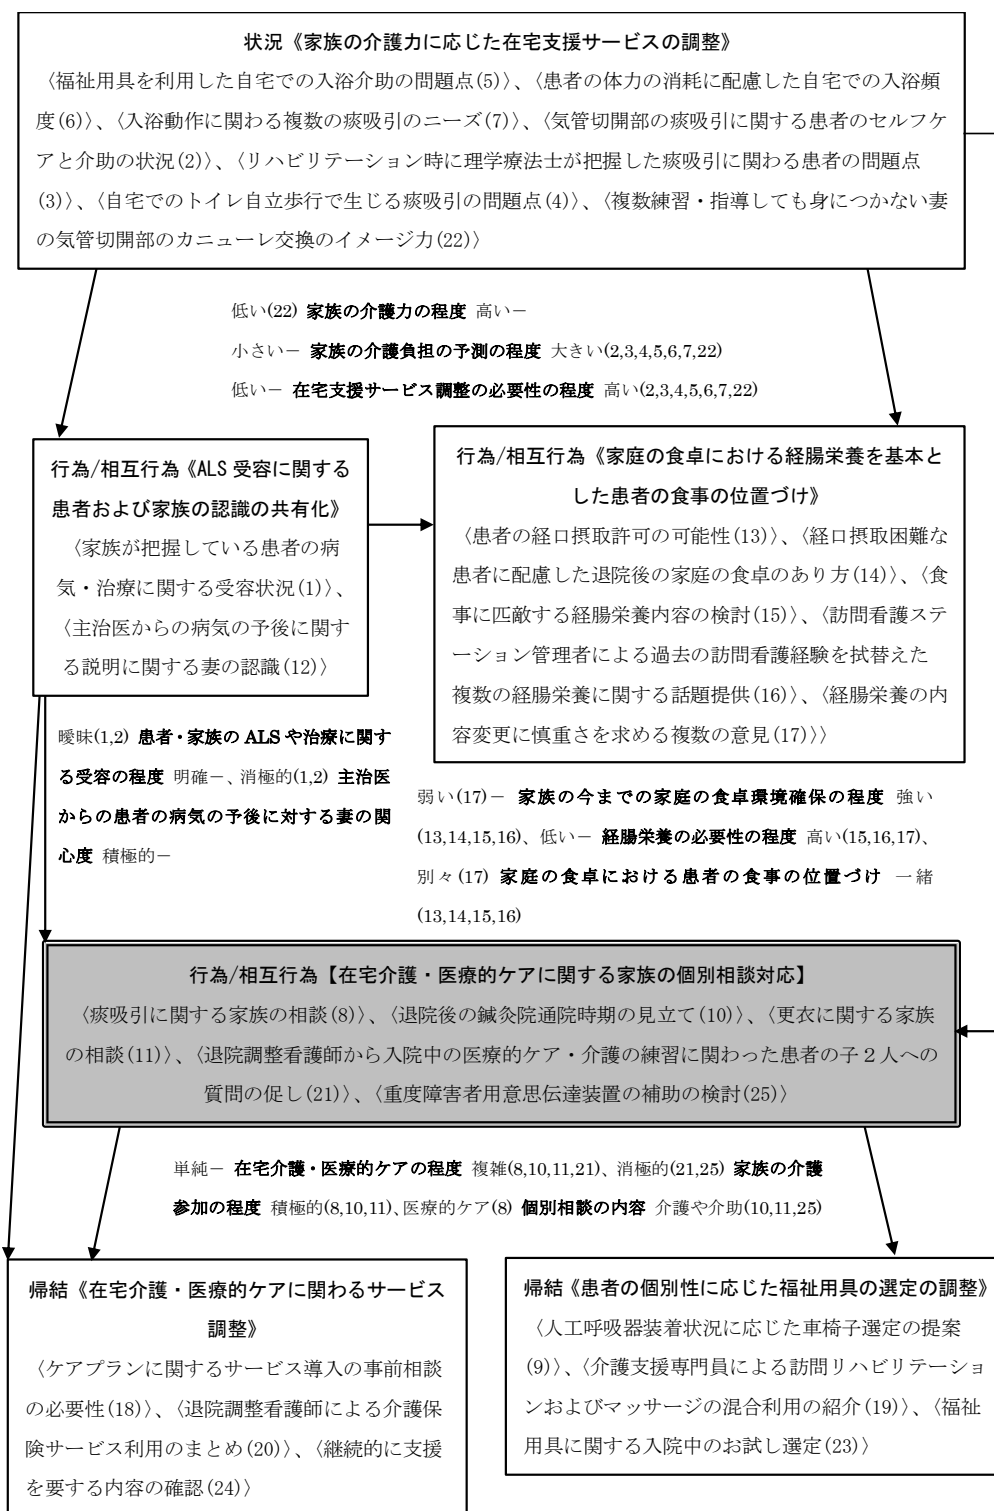 状況《家族の介護力に応じた在宅支援サービスの調整》
〈福祉用具を利用した自宅での入浴介助の問題点(5)〉、〈患者の体力の消耗に配慮した自宅での入浴頻
度(6)〉、〈入浴動作に関わる複数の痰吸引のニーズ(7)〉、〈気管切開部の痰吸引に関する患者のセルフケ
アと介助の状況(2)〉、〈リハビリテーション時に理学療法士が把握した痰吸引に関わる患者の問題点
(3)〉、〈自宅でのトイレ自立歩行で生じる痰吸引の問題点(4)〉、〈複数練習・指導しても身につかない妻
の気管切開部のカニューレ交換のイメージ力(22)〉
低い(22) 家族の介護力の程度 高い－
小さい－ 家族の介護負担の予測の程度 大きい(2,3,4,5,6,7,22)
低い－ 在宅支援サービス調整の必要性の程度 高い(2,3,4,5,6,7,22)
行為/相互行為《ALS 受容に関する
患者および家族の認識の共有化》
〈家族が把握している患者の病
気・治療に関する受容状況(1)〉、
〈主治医からの病気の予後に関す
る説明に関する妻の認識(12)〉
行為/相互行為《家庭の食卓における経腸栄養を基本と
した患者の食事の位置づけ》
〈患者の経口摂取許可の可能性(13)〉、〈経口摂取困難な
患者に配慮した退院後の家庭の食卓のあり方(14)〉、〈食
事に匹敵する経腸栄養内容の検討(15)〉、〈訪問看護ステ
ーション管理者による過去の訪問看護経験を拭替えた
複数の経腸栄養に関する話題提供(16)〉、〈経腸栄養の内
容変更に慎重さを求める複数の意見(17)〉〉
曖昧(1,2) 患者・家族の ALS や治療に関す
る受容の程度 明確－、消極的(1,2) 主治医
からの患者の病気の予後に対する妻の関
心度 積極的－
弱い(17)－ 家族の今までの家庭の食卓環境確保の程度 強い
(13,14,15,16)、低い－ 経腸栄養の必要性の程度 高い(15,16,17)、
別々(17) 家庭の食卓における患者の食事の位置づけ 一緒
(13,14,15,16)
行為/相互行為【在宅介護・医療的ケアに関する家族の個別相談対応】
〈痰吸引に関する家族の相談(8)〉、〈退院後の鍼灸院通院時期の見立て(10)〉、〈更衣に関する家族
の相談(11)〉、〈退院調整看護師から入院中の医療的ケア・介護の練習に関わった患者の子２人への
質問の促し(21)〉、〈重度障害者用意思伝達装置の補助の検討(25)〉
単純－ 在宅介護・医療的ケアの程度 複雑(8,10,11,21)、消極的(21,25) 家族の介護
参加の程度 積極的(8,10,11)、医療的ケア(8) 個別相談の内容 介護や介助(10,11,25)
帰結《在宅介護・医療的ケアに関わるサービス
調整》
〈ケアプランに関するサービス導入の事前相談
の必要性(18)〉、〈退院調整看護師による介護保
険サービス利用のまとめ(20)〉、〈継続的に支援
を要する内容の確認(24)〉
帰結《患者の個別性に応じた福祉用具の選定の調整》
〈人工呼吸器装着状況に応じた車椅子選定の提案
(9)〉、〈介護支援専門員による訪問リハビリテーショ
ンおよびマッサージの混合利用の紹介(19)〉、〈福祉
用具に関する入院中のお試し選定(23)〉